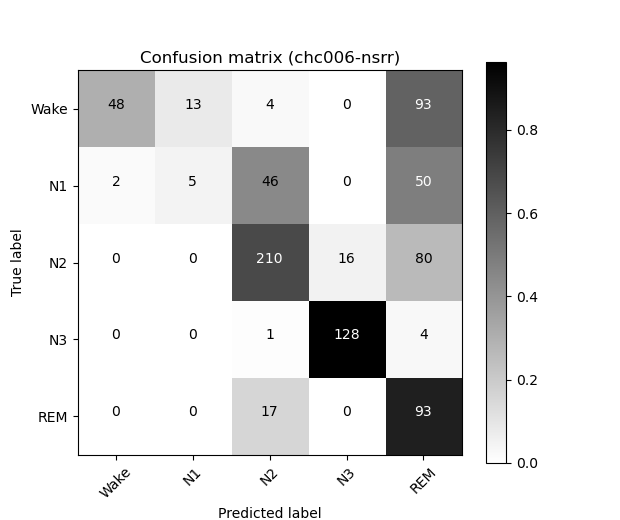 Confusion matrix (chc006-nsrr)
Wake 48 13 4 0 93
N1 2 5 46 0 50
N2 0 0 210 16 80
N3 0 0 1 128 4
REM 0 0 17 0 93
Wake N1 N2 N3 REM
Predicted label
True label
0.8
0.6
0.4
0.2
0.0